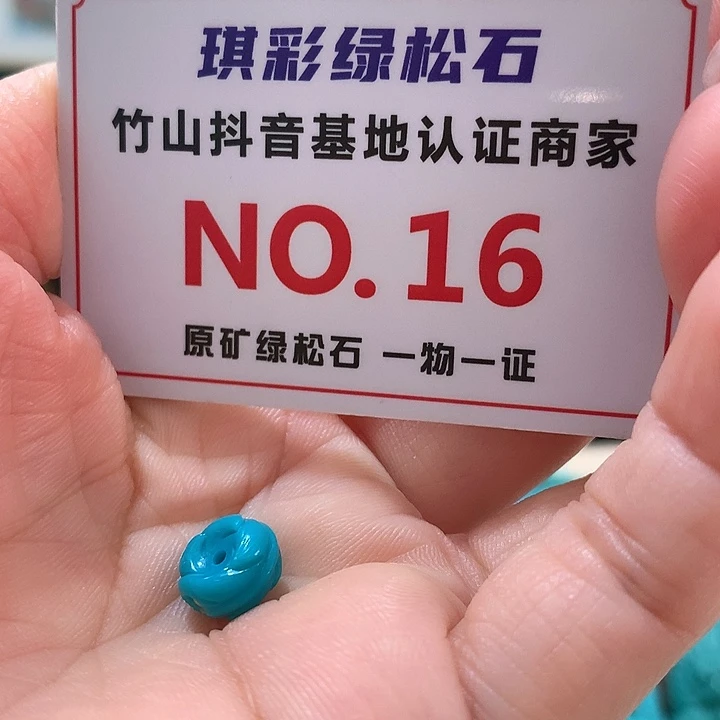 琪彩绿松石
竹山抖音基地认证商家
NO.16
原矿绿松石 一物一证